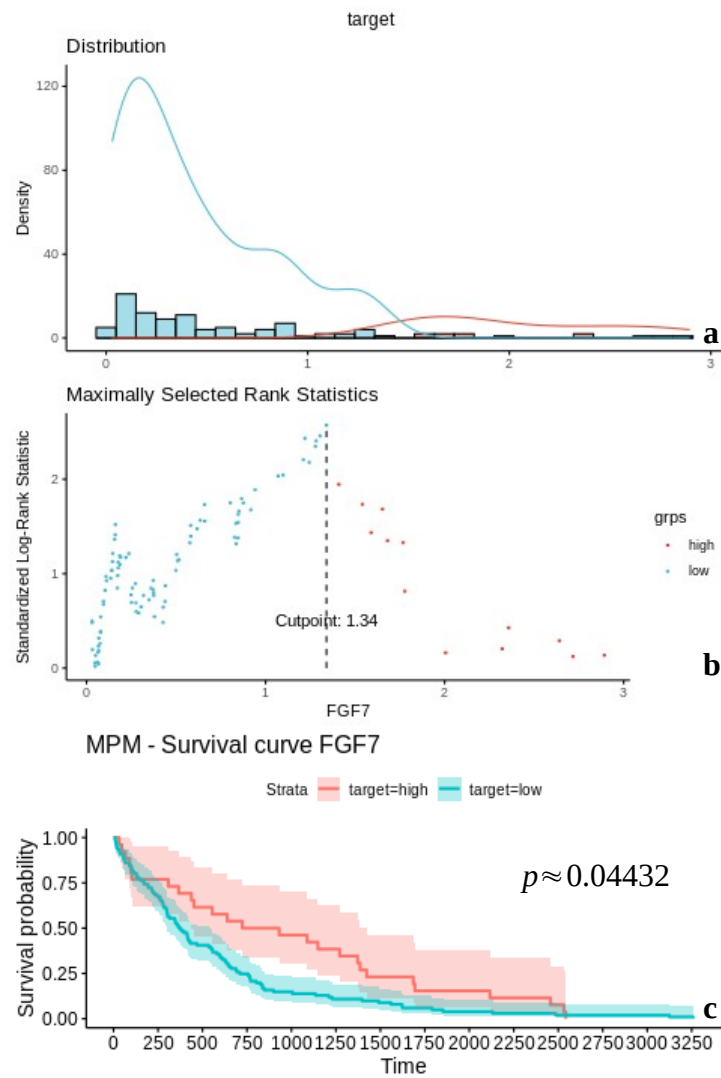 target
Distribution
120
80
40
0
Density
0 1 2 3
a
Maximally Selected Rank Statistics
2
1
0
Standardized Log-Rank Statistic
Cutpoint: 1.34
grps
high
low
0 1 2 3
FGF7
b
MPM - Survival curve FGF7
Strata target=high target=low
1.00
0.75
0.50
0.25
0.00
Survival probability
p≈0.04432
c
0 250 500 750 1000 1250 1500 1750 2000 2250 2500 2750 3000 3250
Time